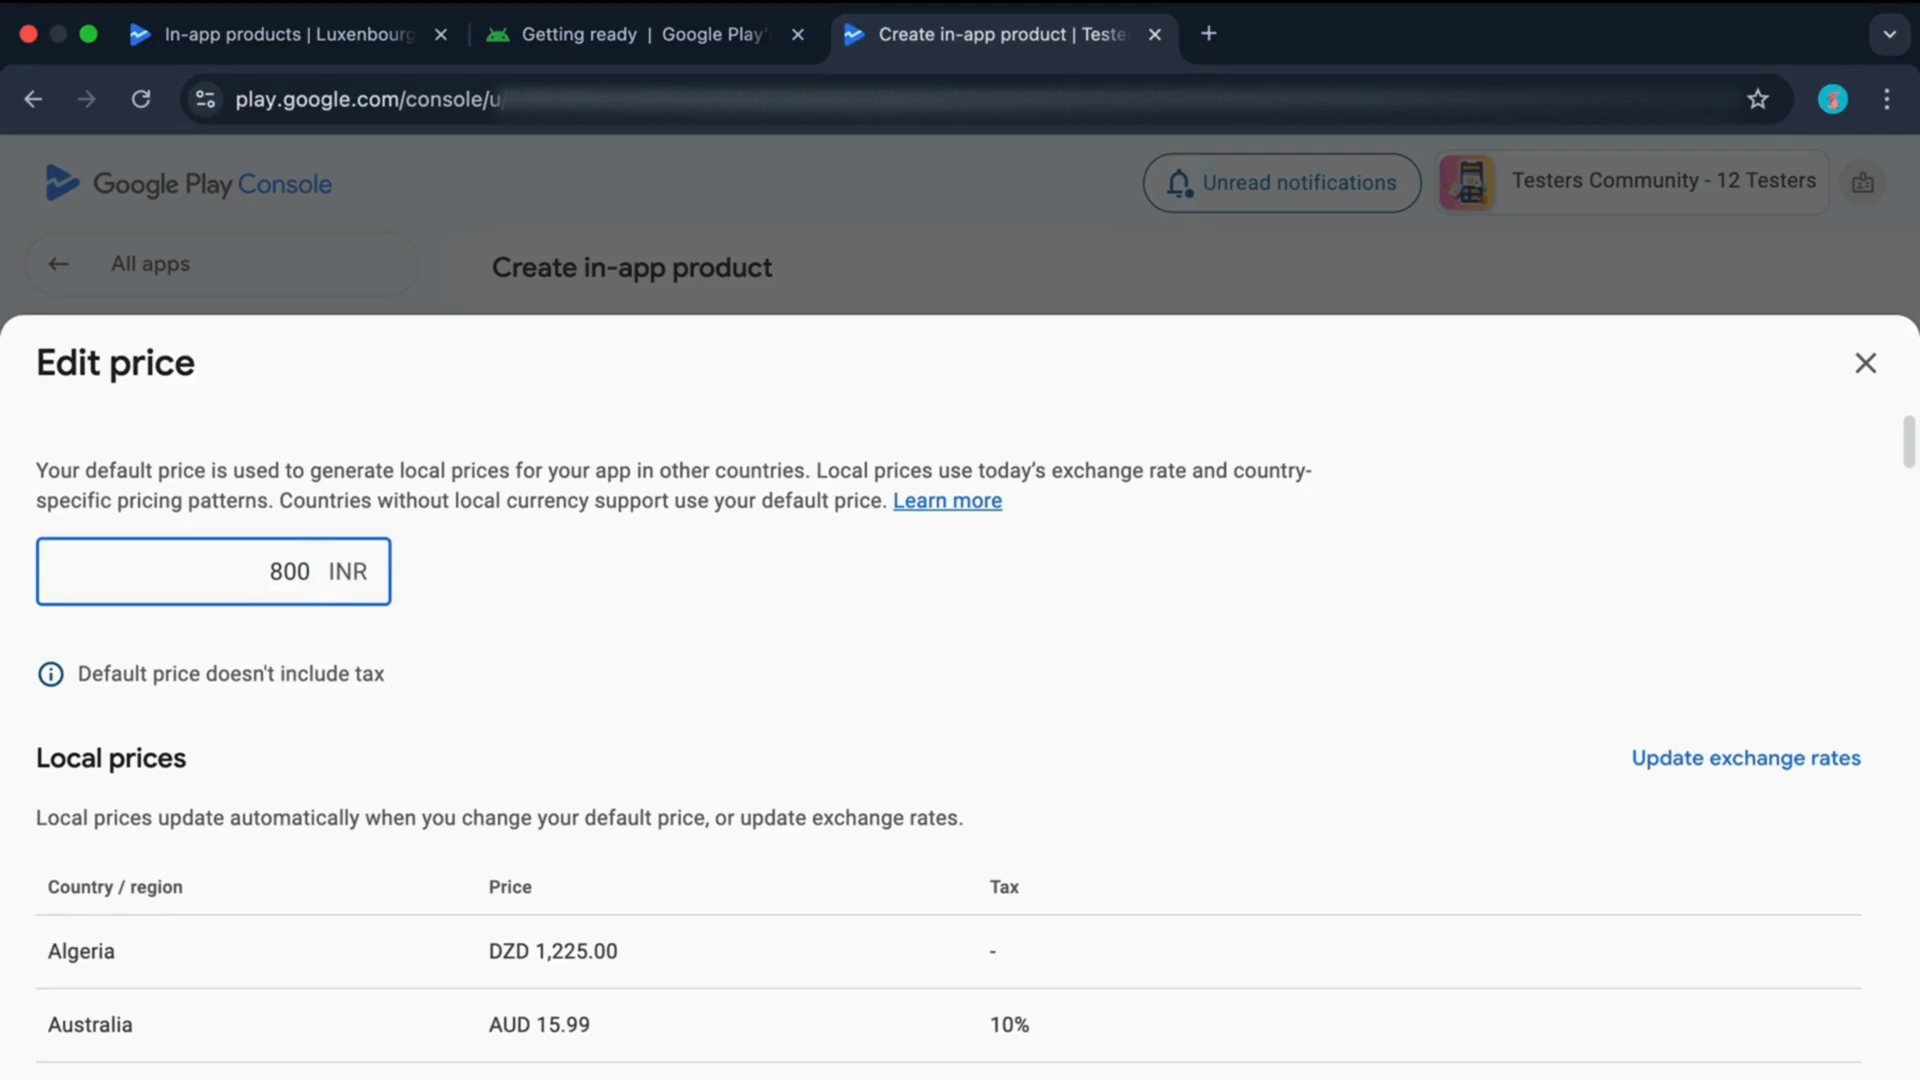 In-app products | Luxenbourg
Getting ready | Google Play'
Create in-app product | Teste
play.google.com/console/u/
Google Play Console
Unread notifications
Testers Community - 12 Testers
All apps
Create in-app product
Edit price
Your default price is used to generate local prices for your app in other countries. Local prices use today's exchange rate and country-
specific pricing patterns. Countries without local currency support use your default price. Learn more
800 INR
Default price doesn't include tax
Local prices
Update exchange rates
Local prices update automatically when you change your default price, or update exchange rates.
Country / region Price Tax
Algeria DZD 1,225.00 -
Australia AUD 15.99 10%